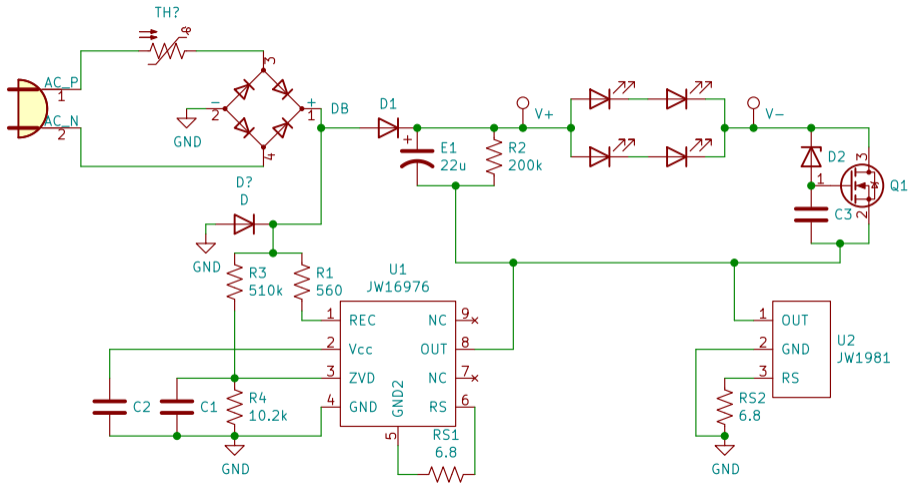 TH?
AC_P
1
AC_N
2
3
−
2
+
1
DB
4
GND
D1
+
E1
22u
R2
200k
V+
V-
D2
1
3
2
Q1
C3
D?
D
GND
R3
510k
R1
560
U1
JW16976
1 REC
2 Vcc
3 ZVD
4 GND
GND2
5
NC 9
OUT 8
NC 7
RS 6
C2
C1
R4
10.2k
GND
RS1
6.8
1 OUT
2 GND
3 RS
U2
JW1981
RS2
6.8
GND